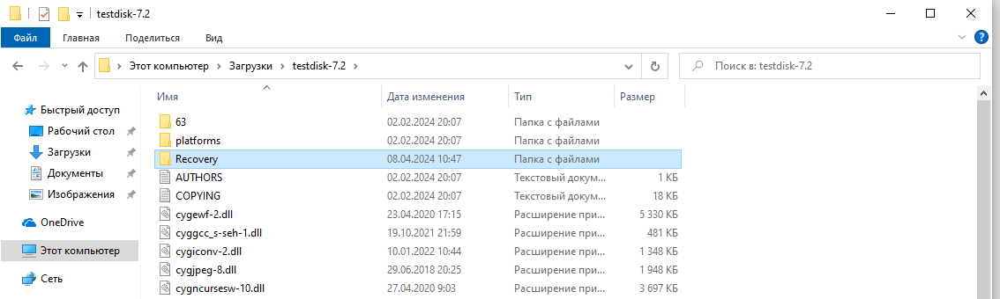 testdisk-7.2
Файл Главная Поделиться Вид
Этот компьютер Загрузки testdisk-7.2 Поиск в: testdisk-7.2
Быстрый доступ
Рабочий стол
Загрузки
Документы
Изображения
OneDrive
Этот компьютер
Сеть
Имя Дата изменения Тип Размер
63 02.02.2024 20:07 Папка с файлами
platforms 02.02.2024 20:07 Папка с файлами
Recovery 08.04.2024 10:47 Папка с файлами
AUTHORS 02.02.2024 20:07 Текстовый докум... 1 КБ
COPYING 02.02.2024 20:07 Текстовый докум... 18 КБ
cygewf-2.dll 23.04.2020 17:15 Расширение при... 5 330 КБ
cyggcc_s-seh-1.dll 19.10.2021 21:59 Расширение при... 481 КБ
cygiconv-2.dll 10.01.2022 10:44 Расширение при... 1 348 КБ
cygjpeg-8.dll 29.06.2018 20:25 Расширение при... 1 948 КБ
cygncursesw-10.dll 27.04.2020 9:03 Расширение при... 3 697 КБ